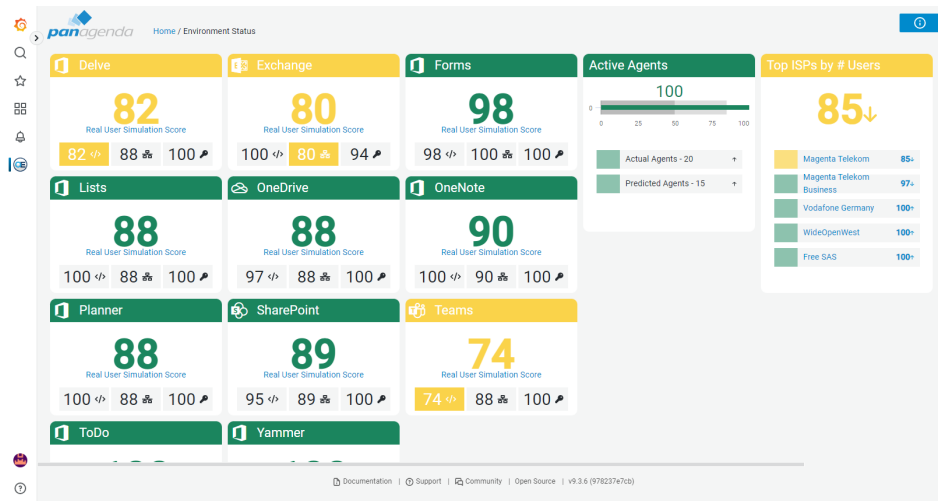 panagenda
Home / Environment Status
Delve
82
Real User Simulation Score
82 </> 88 100
Exchange
80
Real User Simulation Score
100 </> 80 94
Forms
98
Real User Simulation Score
98 </> 100 100
Active Agents
100
0
0 25 50 75 100
Actual Agents - 20 ↑
Predicted Agents - 15 ↑
Top ISPs by # Users
85↓
Magenta Telekom 85↓
Magenta Telekom
Business 97↓
Vodafone Germany 100↑
WideOpenWest 100↑
Free SAS 100↑
Lists
88
Real User Simulation Score
100 </> 88 100
OneDrive
88
Real User Simulation Score
97 </> 88 100
OneNote
90
Real User Simulation Score
100 </> 90 100
Planner
88
Real User Simulation Score
100 </> 88 100
SharePoint
89
Real User Simulation Score
95 </> 89 100
Teams
74
Real User Simulation Score
74 </> 88 100
ToDo
Yammer
Documentation | Support | Community | Open Source | v9.3.6 (978237e7cb)